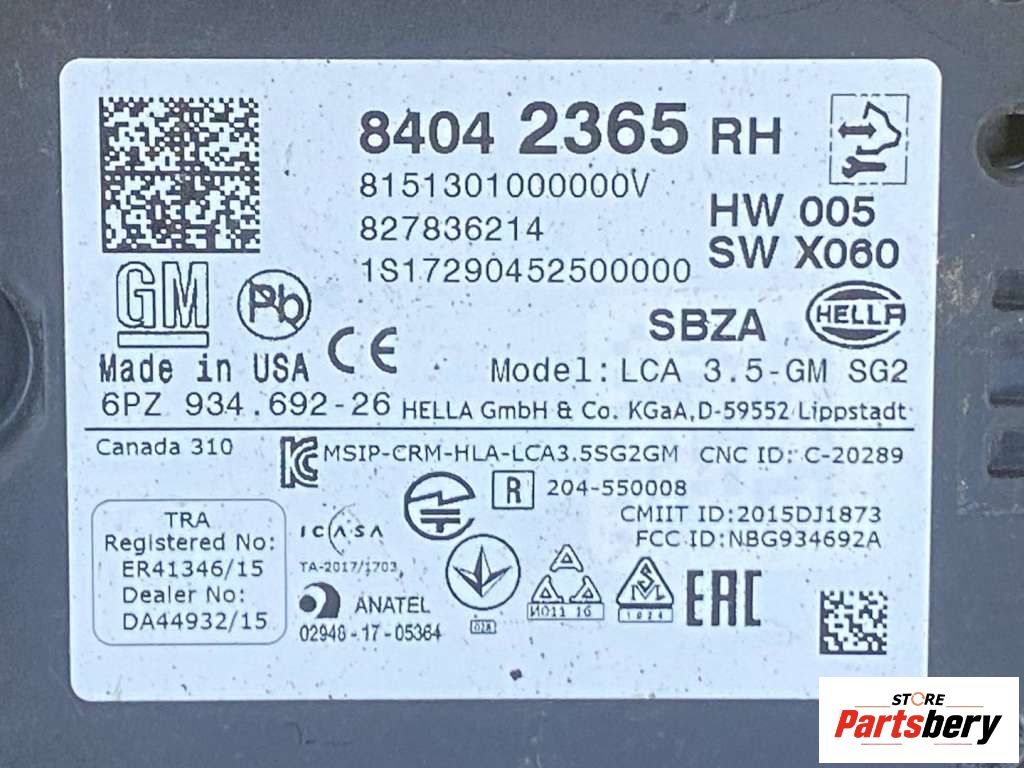 8404 2365 RH
8151301000000V
827836214
1S17290452500000
HW 005
SW X060
GM
Pb
CE
SBZA
HELLA
Made in USA
Model: LCA 3.5-GM SG2
6PZ 934.692-26 HELLA GmbH & Co. KGaA, D-59552 Lippstadt
Canada 310
MSIP-CRM-HLA-LCA3.5SG2GM CNC ID: C-20289
R 204-550008
CMIIT ID:2015DJ1873
FCC ID:NBG934692A
TRA
Registered No:
ER41346/15
Dealer No:
DA44932/15
ICASA
TA-2017/1703
ANATEL
02948-17-05364
028
EAC
STORE
Partsbery